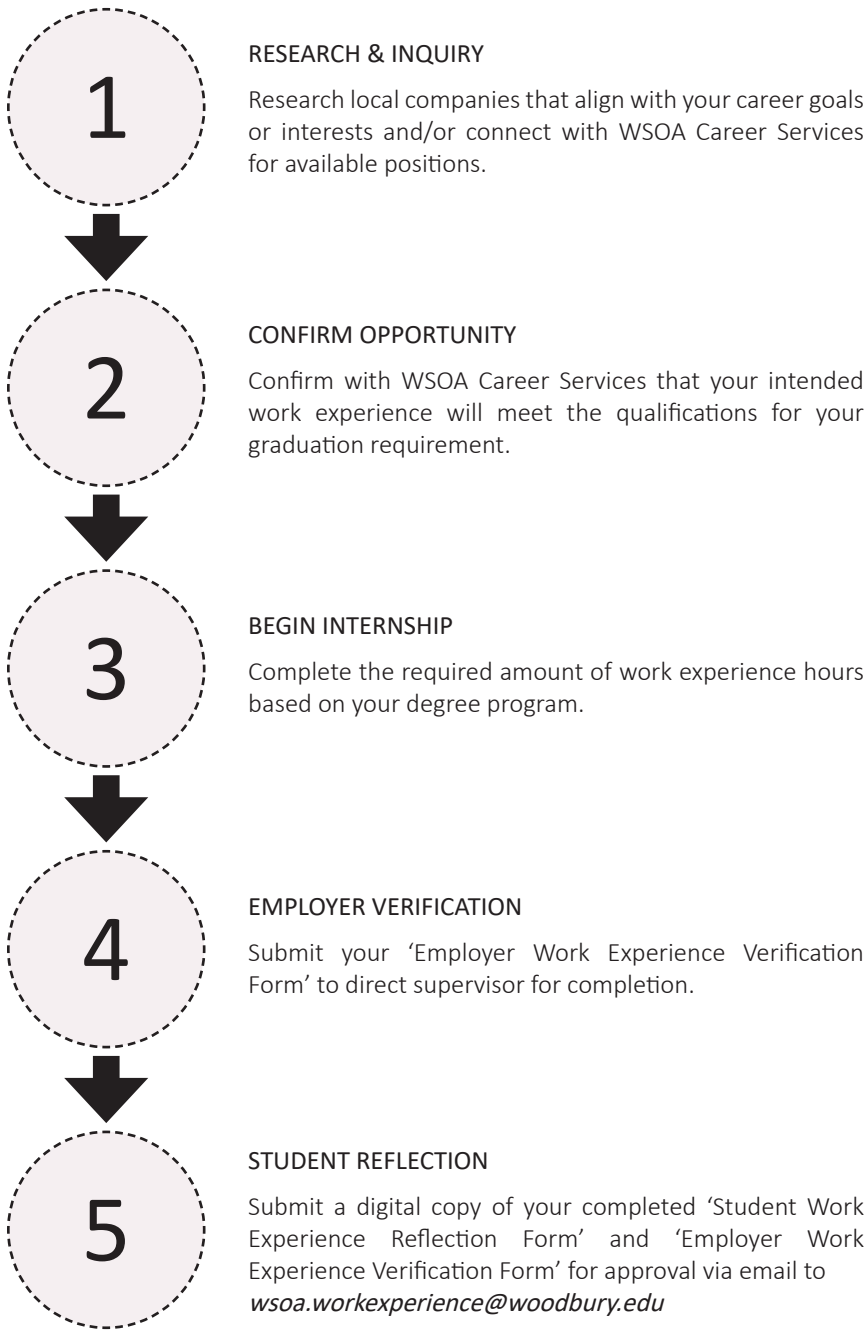 1
RESEARCH & INQUIRY
Research local companies that align with your career goals
or interests and/or connect with WSOA Career Services
for available positions.
2
CONFIRM OPPORTUNITY
Confirm with WSOA Career Services that your intended
work experience will meet the qualifications for your
graduation requirement.
3
BEGIN INTERNSHIP
Complete the required amount of work experience hours
based on your degree program.
4
EMPLOYER VERIFICATION
Submit your ‘Employer Work Experience Verification
Form’ to direct supervisor for completion.
5
STUDENT REFLECTION
Submit a digital copy of your completed ‘Student Work
Experience Reflection Form’ and ‘Employer Work
Experience Verification Form’ for approval via email to
wsoa.workexperience@woodbury.edu